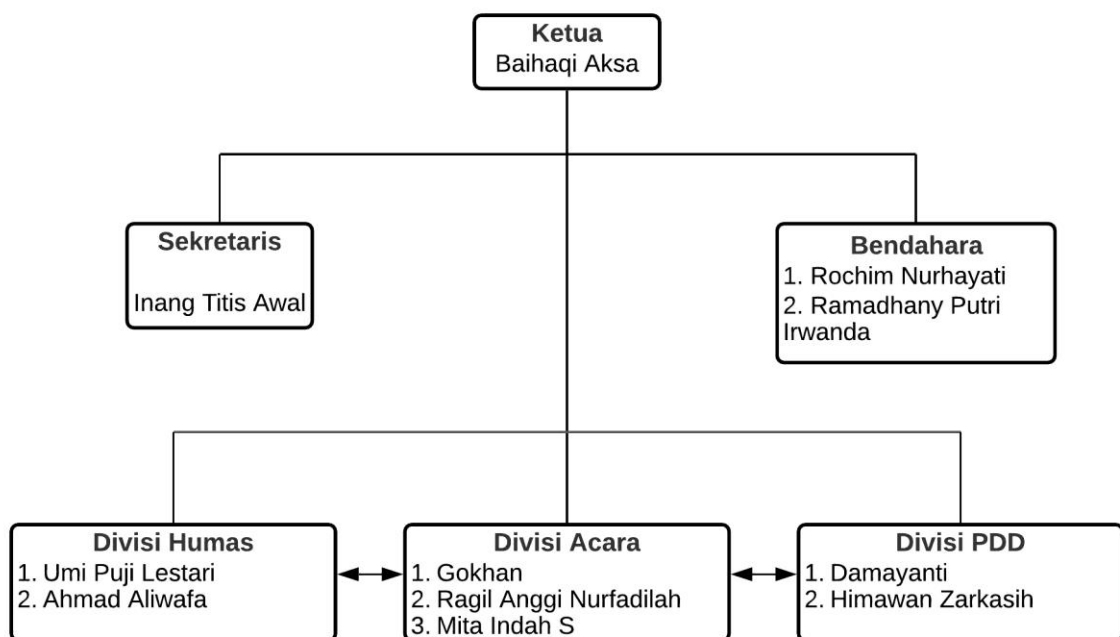 Ketua
Baihaqi Aksa
Sekretaris
Inang Titis Awal
Bendahara
1. Rochim Nurhayati
2. Ramadhany Putri
Irwanda
Divisi Humas
1. Umi Puji Lestari
2. Ahmad Aliwafa
Divisi Acara
1. Gokhan
2. Ragil Anggi Nurfadilah
3. Mita Indah S
Divisi PDD
1. Damayanti
2. Himawan Zarkasih